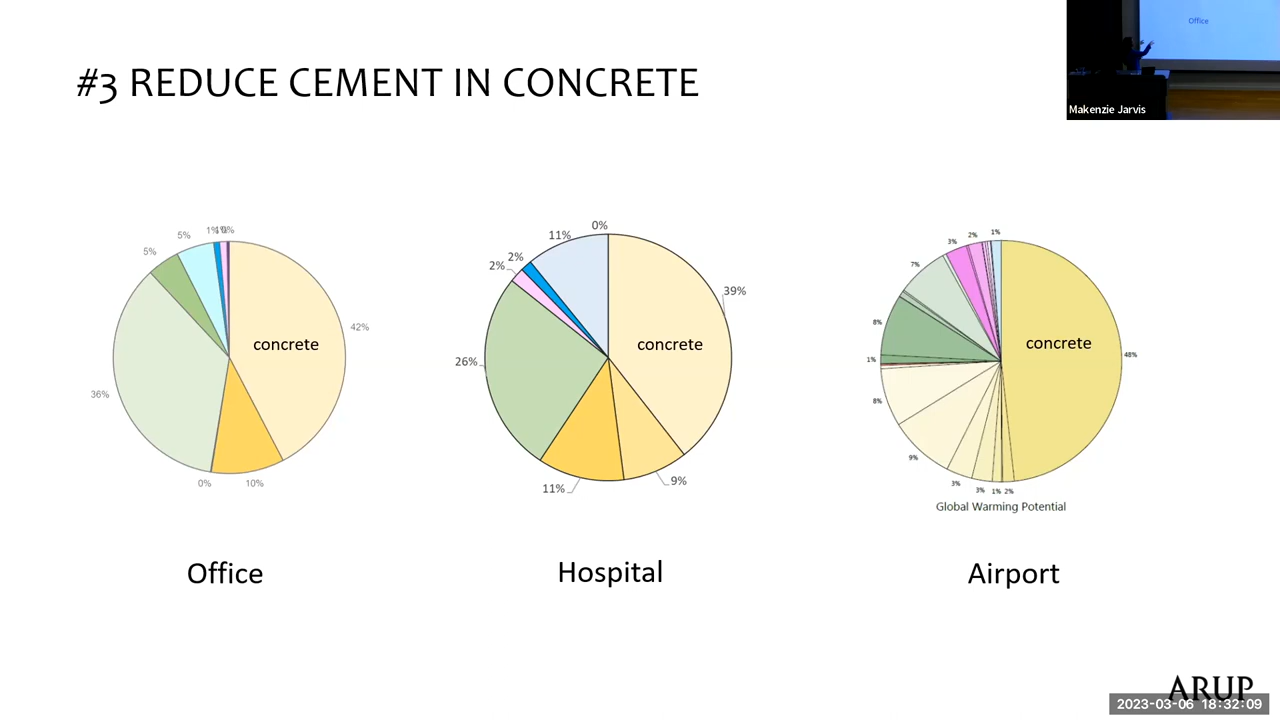 Office
Makenzie Jarvis
#3 REDUCE CEMENT IN CONCRETE
5%
5%
1%
0%
42%
concrete
36%
0%
10%
Office
0%
11%
2%
2%
39%
concrete
26%
11%
9%
Hospital
1%
2%
3%
7%
8%
1%
8%
9%
3%
3%
1%
2%
48%
concrete
Global Warming Potential
Airport
ARUP
2023-03-06 18:32:09